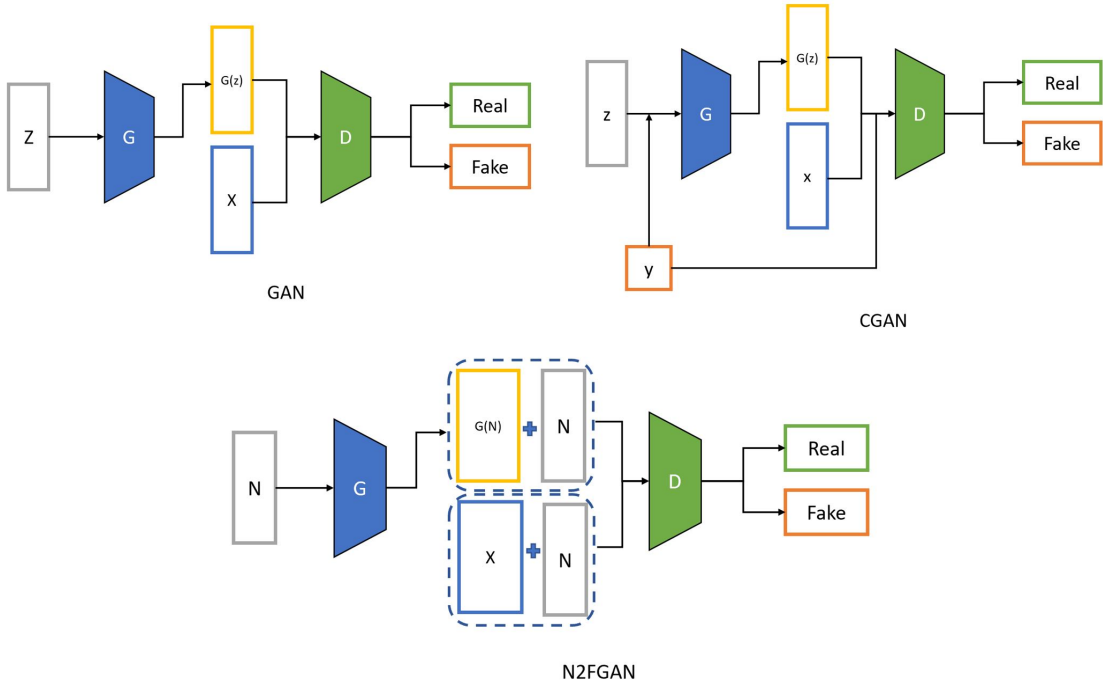 Z
G
G(z)
X
D
Real
Fake
GAN
z
G
G(z)
x
D
Real
Fake
y
CGAN
N
G
G(N) + N
X + N
D
Real
Fake
N2FGAN